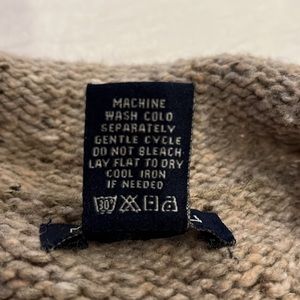 MACHINE
WASH COLD
SEPARATELY
GENTLE CYCLE
DO NOT BLEACH
LAY FLAT TO DRY
COOL IRON
IF NEEDED
30°